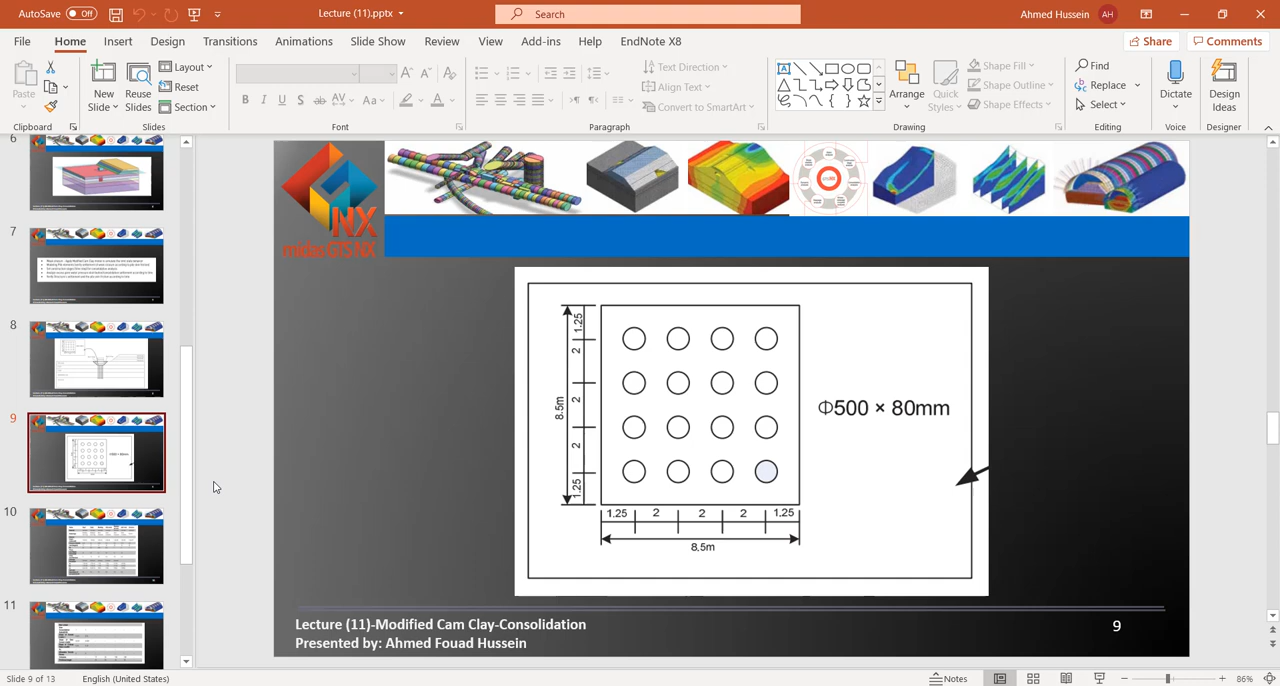 AutoSave Off
Lecture (11).pptx
Search
Ahmed Hussein AH
File Home Insert Design Transitions Animations Slide Show Review View Add-ins Help EndNote X8
Share Comments
Paste
Clipboard
New Slide
Reuse Slides
Layout
Reset
Section
Slides
B I U S ab AV Aa A
Font
Text Direction
Align Text
Convert to SmartArt
Paragraph
Arrange
Quick Styles
Shape Fill
Shape Outline
Shape Effects
Drawing
Find
Replace
Select
Editing
Dictate
Voice
Design Ideas
Designer
6
7
8
9
10
11
NX
midas GTS NX
1.25
2
2
2
1.25
8.5m
Φ500 × 80mm
1.25 2 2 2 1.25
8.5m
Lecture (11)-Modified Cam Clay-Consolidation
Presented by: Ahmed Fouad Hussein
9
Slide 9 of 13 English (United States)
Notes
86%